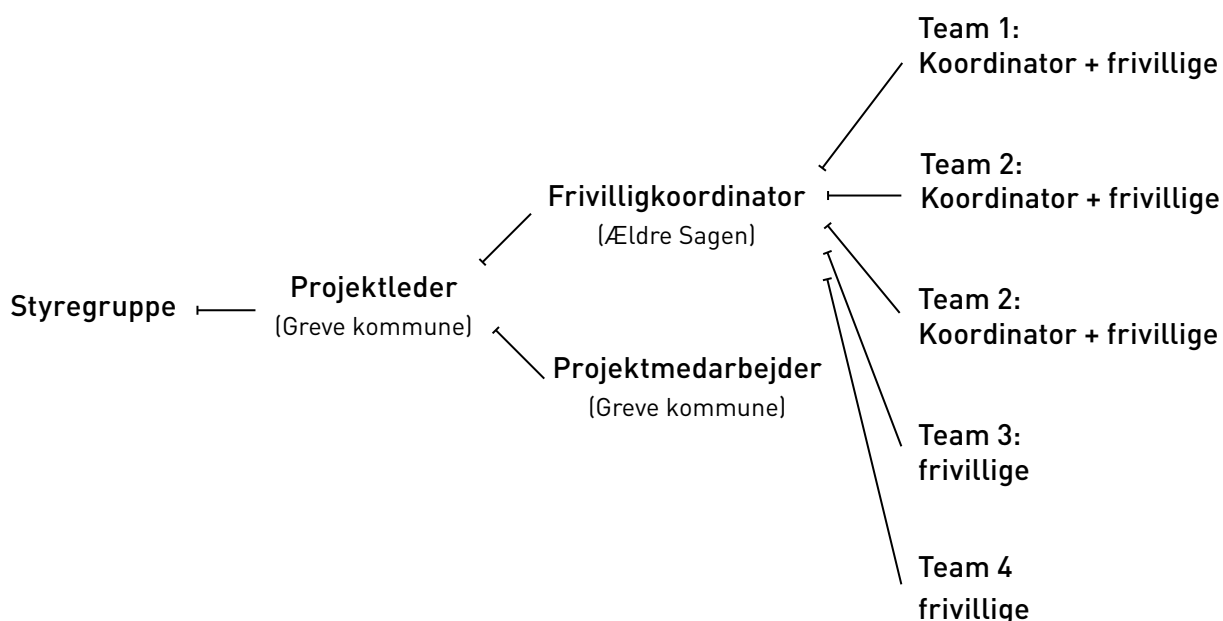 Styregruppe
Projektleder
(Greve kommune)
Frivilligkoordinator
(Ældre Sagen)
Projektmedarbejder
(Greve kommune)
Team 1:
Koordinator + frivillige
Team 2:
Koordinator + frivillige
Team 2:
Koordinator + frivillige
Team 3:
frivillige
Team 4
frivillige